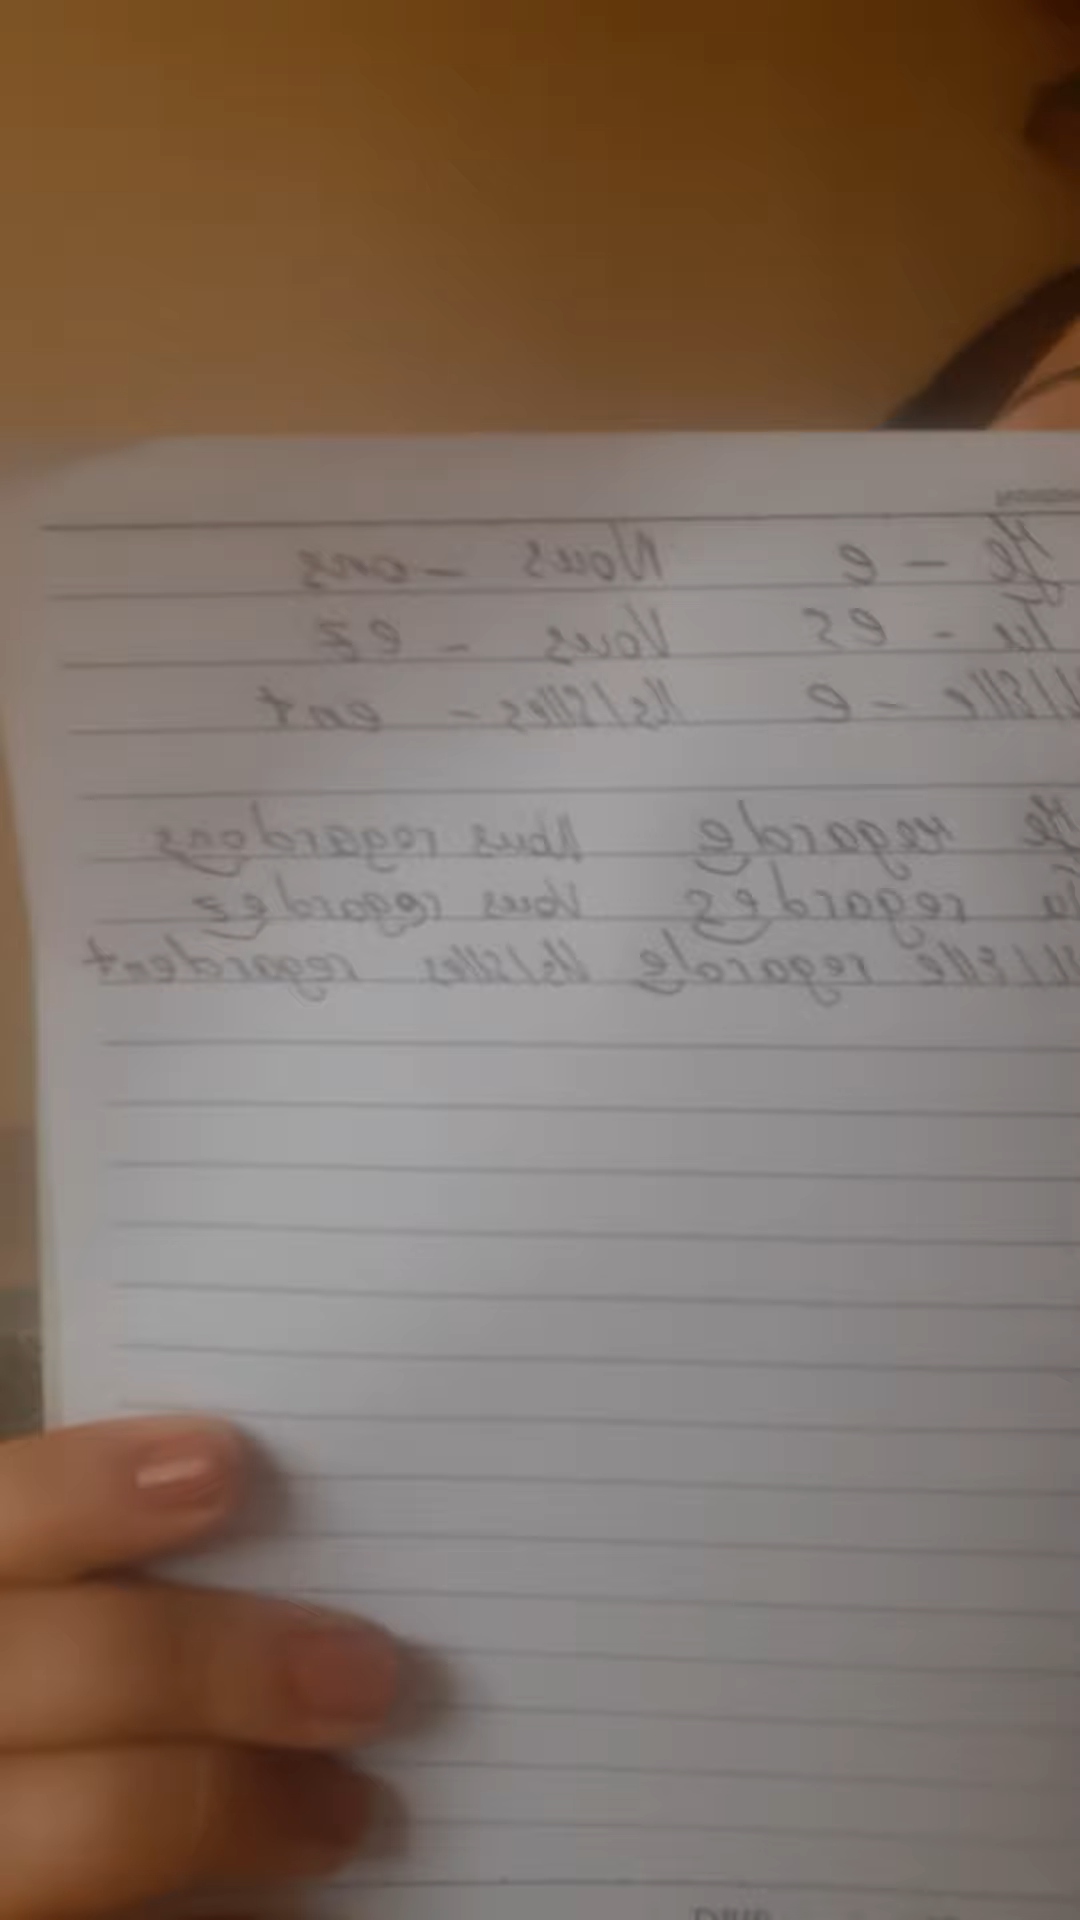 Je - e Nous - ons
Tu - es Vous - ez
Il/Elle - e Ils/Elles - ent
Je regarde Nous regardons
Tu regardes Vous regardez
Il/Elle regarde Ils/Elles regardent